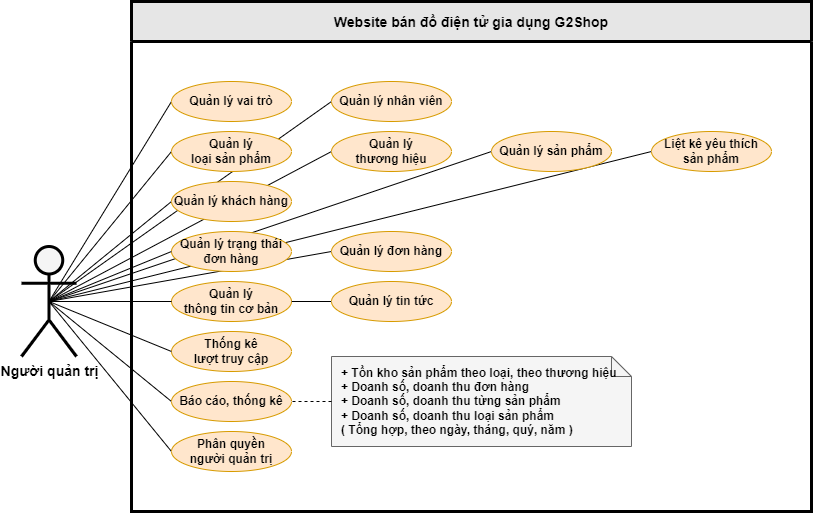 Website bán đồ điện tử gia dụng G2Shop
Quản lý vai trò
Quản lý nhân viên
Quản lý
loại sản phẩm
Quản lý
thương hiệu
Quản lý sản phẩm
Liệt kê yêu thích
sản phẩm
Quản lý khách hàng
Quản lý trạng thái
đơn hàng
Quản lý đơn hàng
Quản lý
thông tin cơ bản
Quản lý tin tức
Thống kê
lượt truy cập
Người quản trị
Báo cáo, thống kê
+ Tồn kho sản phẩm theo loại, theo thương hiệu
+ Doanh số, doanh thu đơn hàng
+ Doanh số, doanh thu từng sản phẩm
+ Doanh số, doanh thu loại sản phẩm
( Tổng hợp, theo ngày, tháng, quý, năm )
Phân quyền
người quản trị